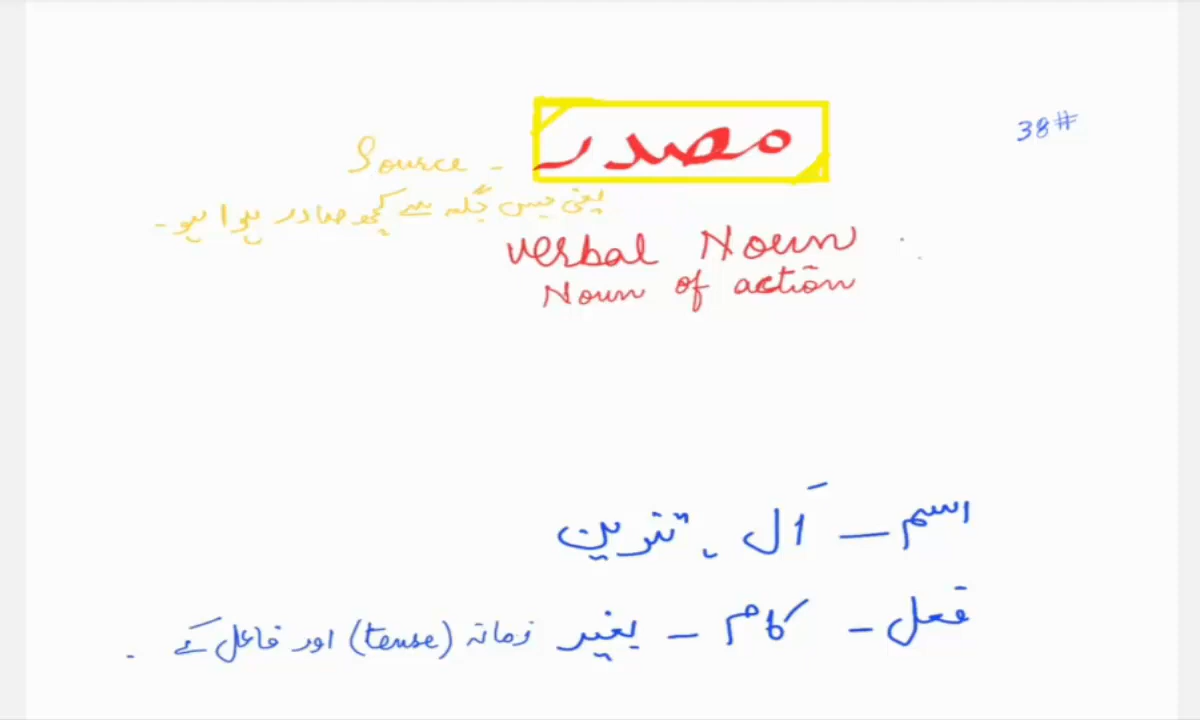 38#
مصدر - Source
یعنی جس جگہ سے کچھ صادر ہوا ہو۔
Verbal Noun
Noun of action
اسم — اَل ، تنوین
فعل - کام - بغیر زمانہ (tense) اور فاعل کے ۔